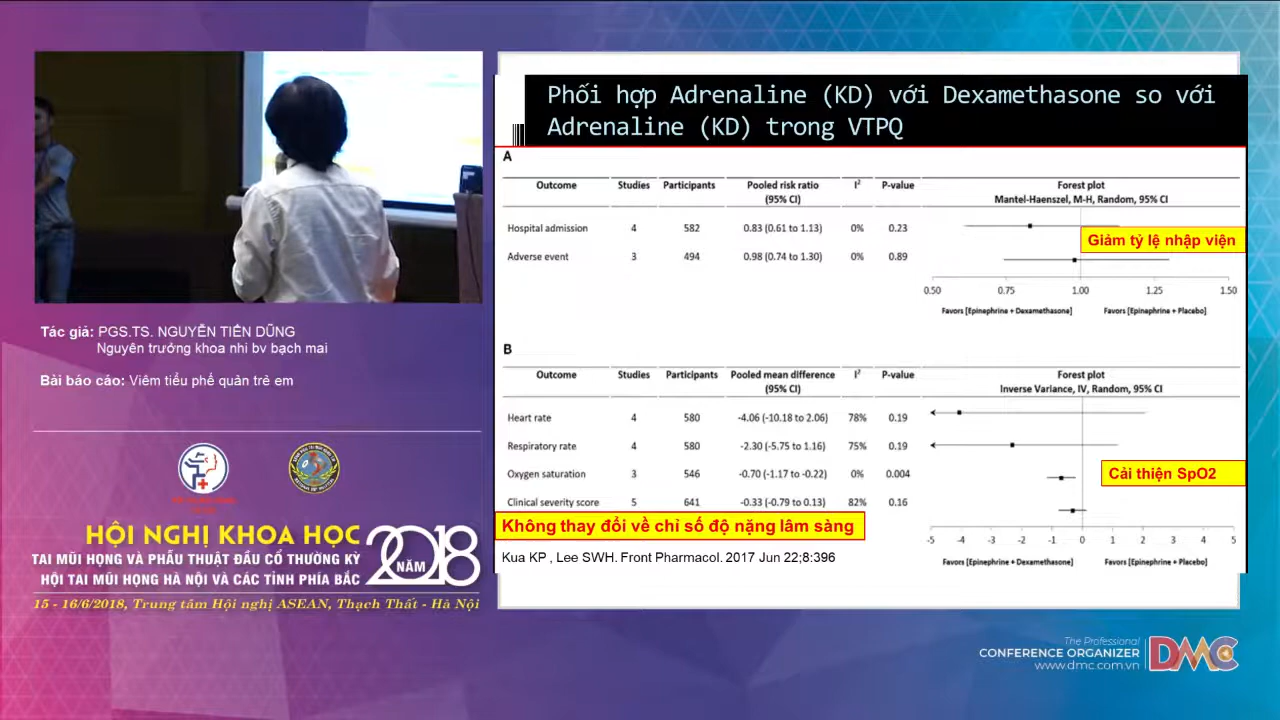 Phối hợp Adrenaline (KD) với Dexamethasone so với
Adrenaline (KD) trong VTPQ
A
Outcome Studies Participants Pooled risk ratio (95% CI) I² P-value Forest plot
Mantel-Haenszel, M-H, Random, 95% CI
Hospital admission 4 582 0.83 (0.61 to 1.13) 0% 0.23
Giảm tỷ lệ nhập viện
Adverse event 3 494 0.98 (0.74 to 1.30) 0% 0.89
0.50 0.75 1.00 1.25 1.50
Favors [Epinephrine + Dexamethasone] Favors [Epinephrine + Placebo]
B
Outcome Studies Participants Pooled mean difference (95% CI) I² P-value Forest plot
Inverse Variance, IV, Random, 95% CI
Heart rate 4 580 -4.06 (-10.18 to 2.06) 78% 0.19
Respiratory rate 4 580 -2.30 (-5.75 to 1.16) 75% 0.19
Oxygen saturation 3 546 -0.70 (-1.17 to -0.22) 0% 0.004
Cải thiện SpO2
Clinical severity score 5 641 -0.33 (-0.79 to 0.13) 82% 0.16
Không thay đổi về chỉ số độ nặng lâm sàng
-5 -4 -3 -2 -1 0 1 2 3 4 5
Favors [Epinephrine + Dexamethasone] Favors [Epinephrine + Placebo]
Kua KP , Lee SWH. Front Pharmacol. 2017 Jun 22;8:396
Tác giả: PGS.TS. NGUYỄN TIẾN DŨNG
Nguyên trưởng khoa nhi bv bạch mai
Bài báo cáo: Viêm tiểu phế quản trẻ em
HỘI NGHỊ KHOA HỌC
TAI MŨI HỌNG VÀ PHẪU THUẬT ĐẦU CỔ THƯỜNG KỲ
HỘI TAI MŨI HỌNG HÀ NỘI VÀ CÁC TỈNH PHÍA BẮC
NĂM 2018
15 - 16/6/2018, Trung tâm Hội nghị ASEAN, Thạch Thất - Hà Nội
The Professional
CONFERENCE ORGANIZER
www.dmc.com.vn
DMC